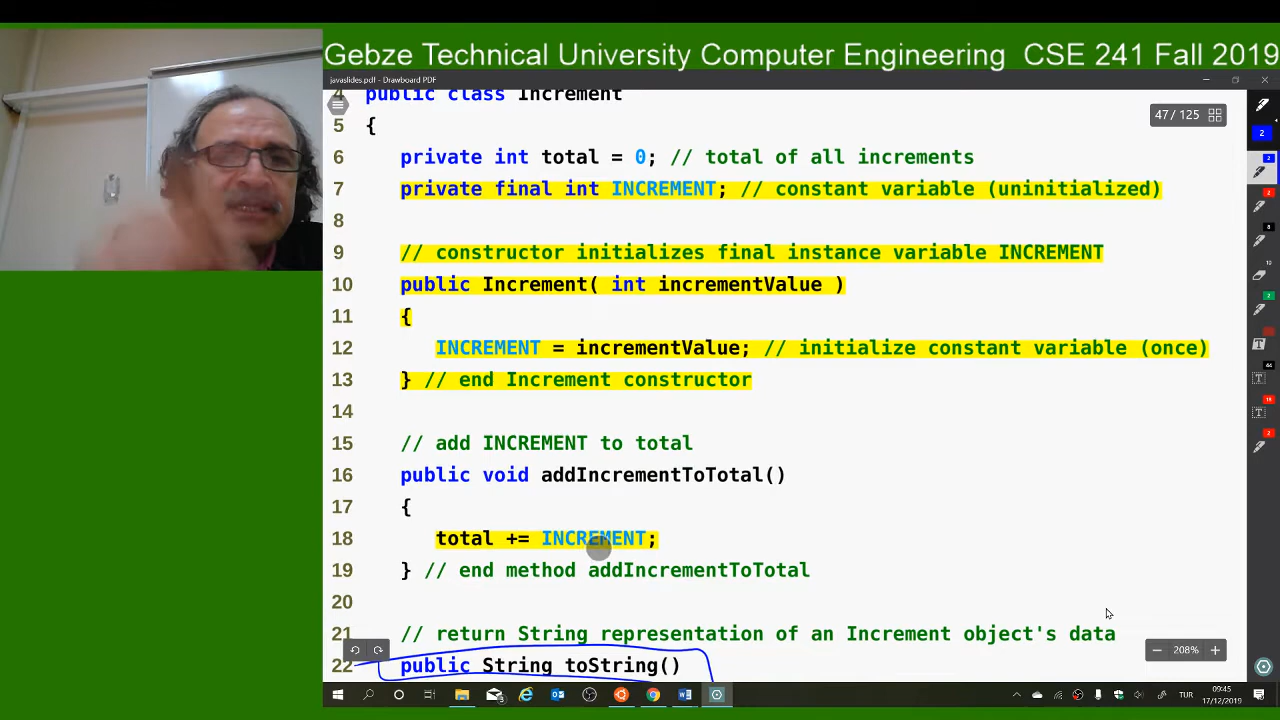 Gebze Technical University Computer Engineering CSE 241 Fall 2019
javaslides.pdf - Drawboard PDF
47 / 125
4 public class Increment
5 {
6 private int total = 0; // total of all increments
7 private final int INCREMENT; // constant variable (uninitialized)
8
9 // constructor initializes final instance variable INCREMENT
10 public Increment( int incrementValue )
11 {
12 INCREMENT = incrementValue; // initialize constant variable (once)
13 } // end Increment constructor
14
15 // add INCREMENT to total
16 public void addIncrementToTotal()
17 {
18 total += INCREMENT;
19 } // end method addIncrementToTotal
20
21 // return String representation of an Increment object's data
22 public String toString()
208%
TUR
09:45
17/12/2019